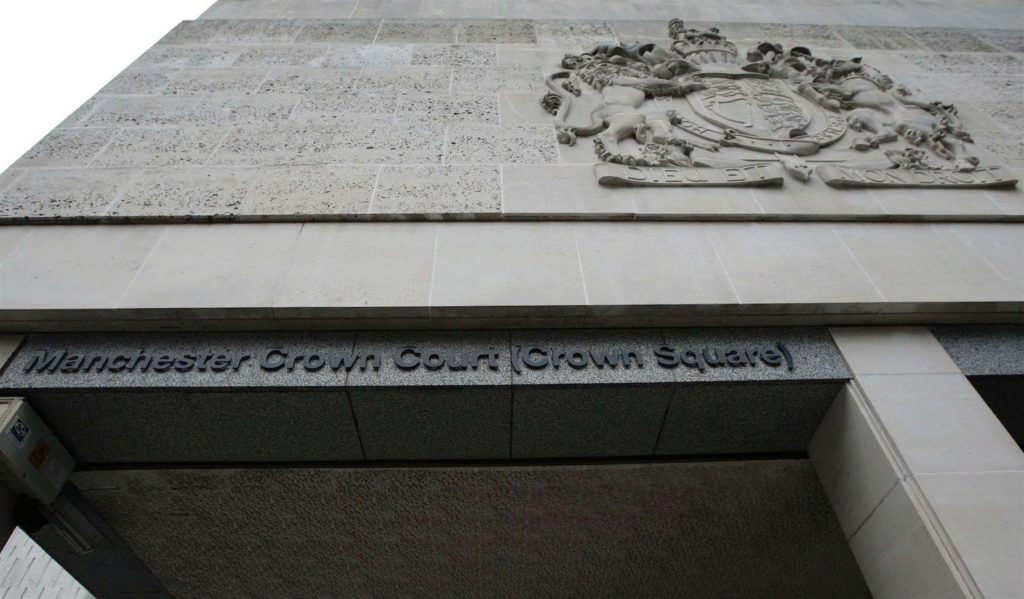 DIEU ET
MON DROIT
Manchester Crown Court (Crown Square)